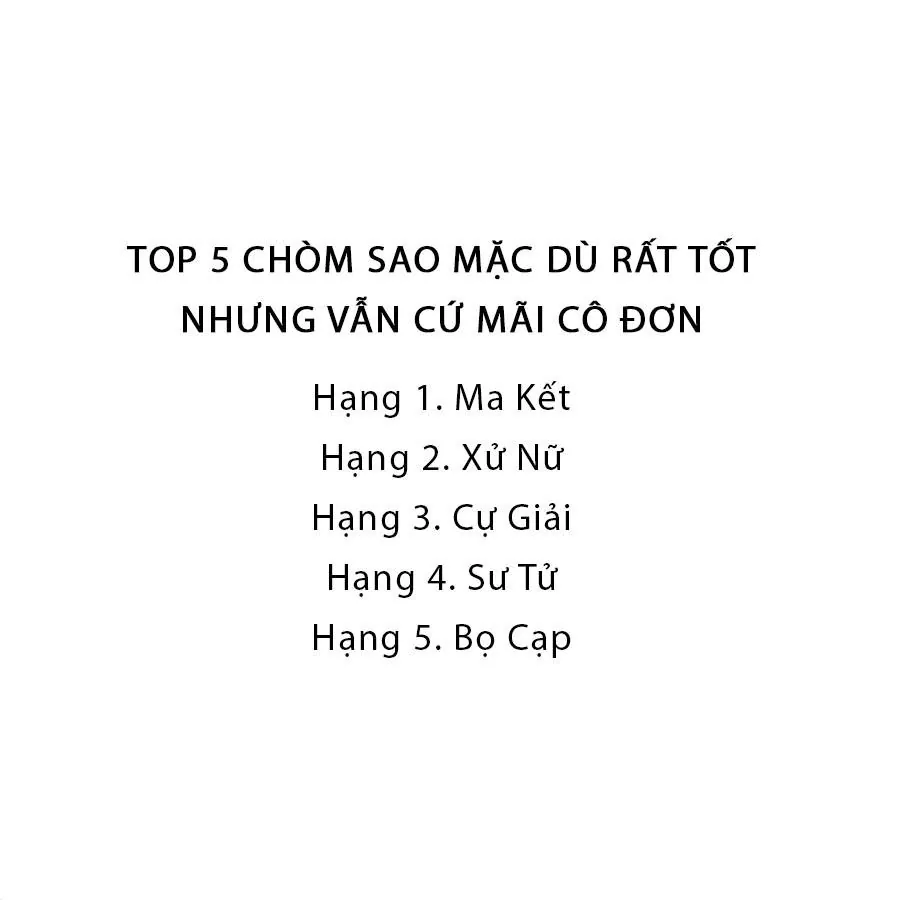 TOP 5 CHÒM SAO MẶC DÙ RẤT TỐT
NHƯNG VẪN CỨ MÃI CÔ ĐƠN
Hạng 1. Ma Kết
Hạng 2. Xử Nữ
Hạng 3. Cự Giải
Hạng 4. Sư Tử
Hạng 5. Bọ Cạp